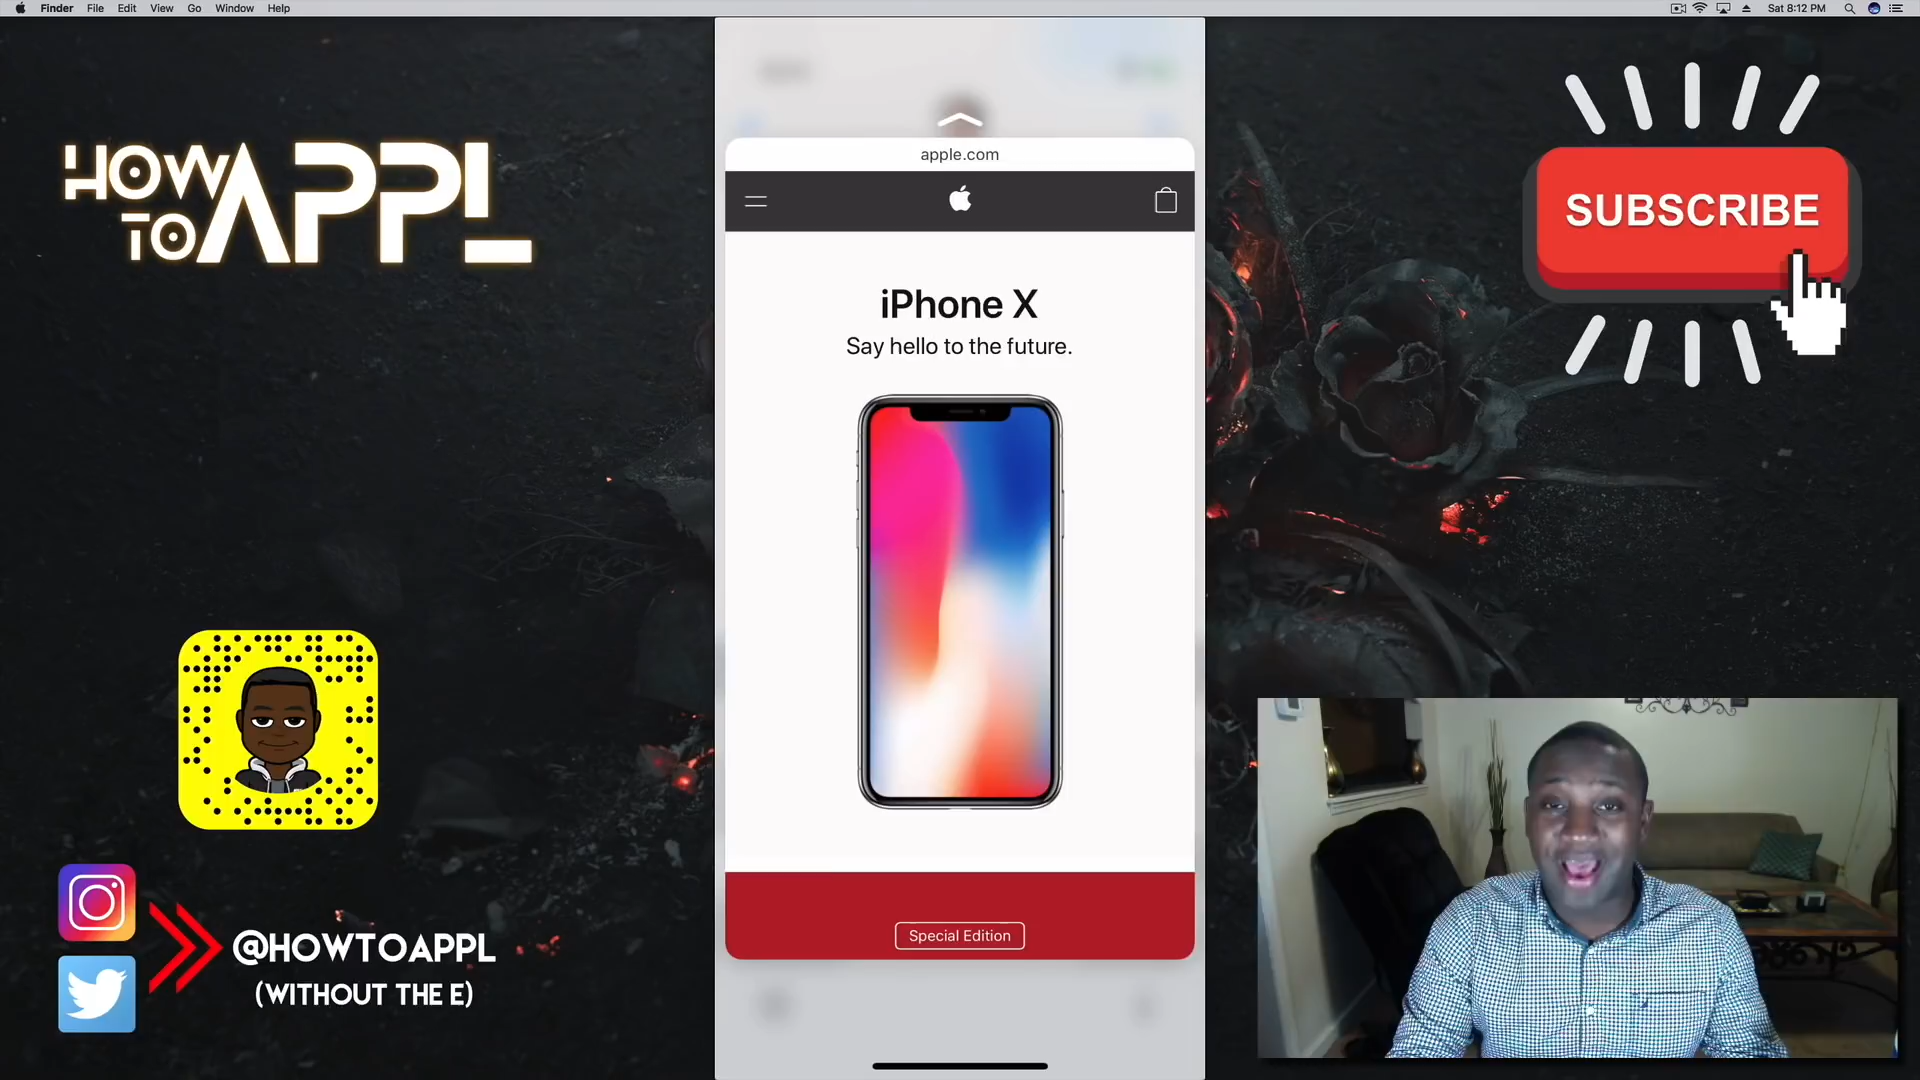 Finder File Edit View Go Window Help
Sat 8:12 PM
HOW
TO APPL
apple.com
iPhone X
Say hello to the future.
Special Edition
SUBSCRIBE
@HOWTOAPPL
(WITHOUT THE E)